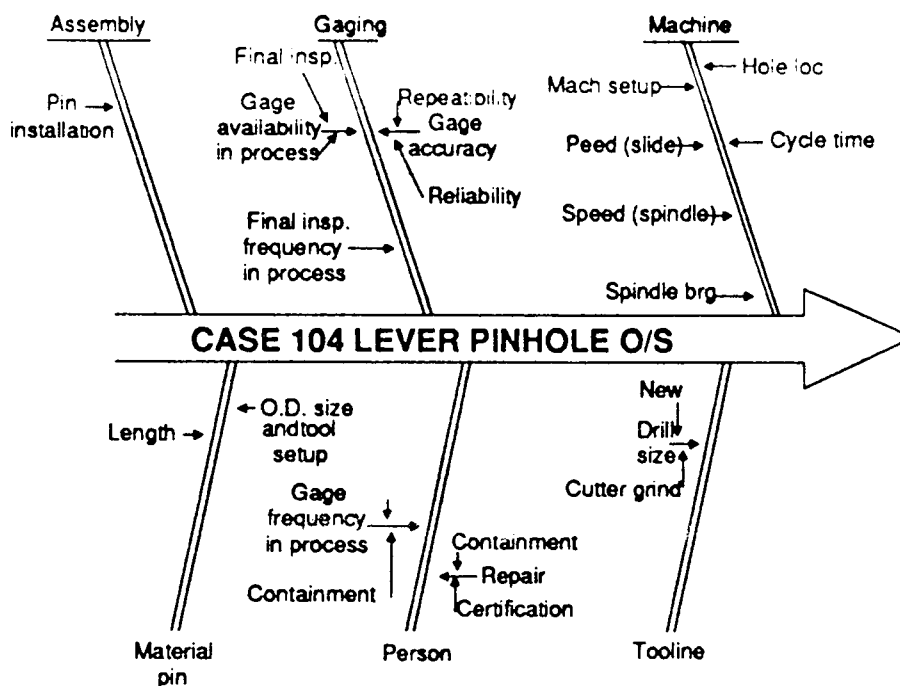 Assembly
Gaging
Machine
Final insp.
Hole loc
Mach setup
Pin
installation
Gage
availability
in process
Repeatibility
Gage
accuracy
Peed (slide)
Cycle time
Reliability
Final insp.
frequency
in process
Speed (spindle)
Spindle brg
CASE 104 LEVER PINHOLE O/S
New
O.D. size
andtool
setup
Length
Drill
size
Cutter grind
Gage
frequency
in process
Containment
Containment
Repair
Certification
Material
pin
Person
Tooline